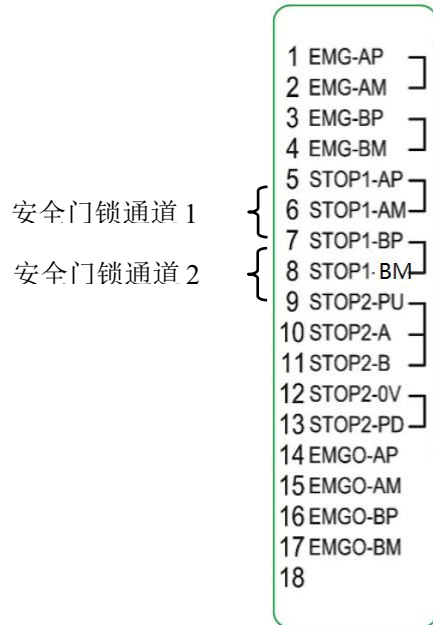 1 EMG-AP
2 EMG-AM
3 EMG-BP
4 EMG-BM
5 STOP1-AP
安全门锁通道 1
6 STOP1-AM
7 STOP1-BP
安全门锁通道 2
8 STOP1-BM
9 STOP2-PU
10 STOP2-A
11 STOP2-B
12 STOP2-0V
13 STOP2-PD
14 EMGO-AP
15 EMGO-AM
16 EMGO-BP
17 EMGO-BM
18